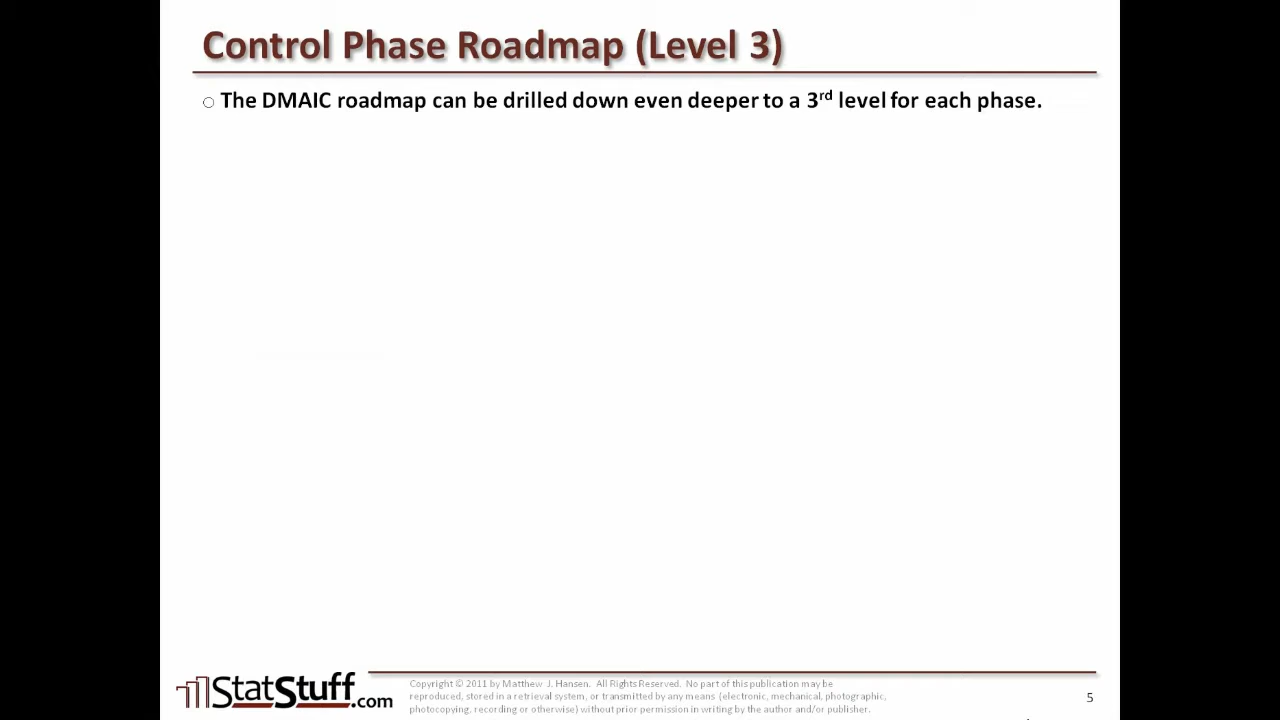 Control Phase Roadmap (Level 3)
○ The DMAIC roadmap can be drilled down even deeper to a 3rd level for each phase.
StatStuff.com
Copyright © 2011 by Matthew J. Hansen. All Rights Reserved. No part of this publication may be
reproduced, stored in a retrieval system, or transmitted by any means (electronic, mechanical, photographic,
photocopying, recording or otherwise) without prior permission in writing by the author and/or publisher.
5